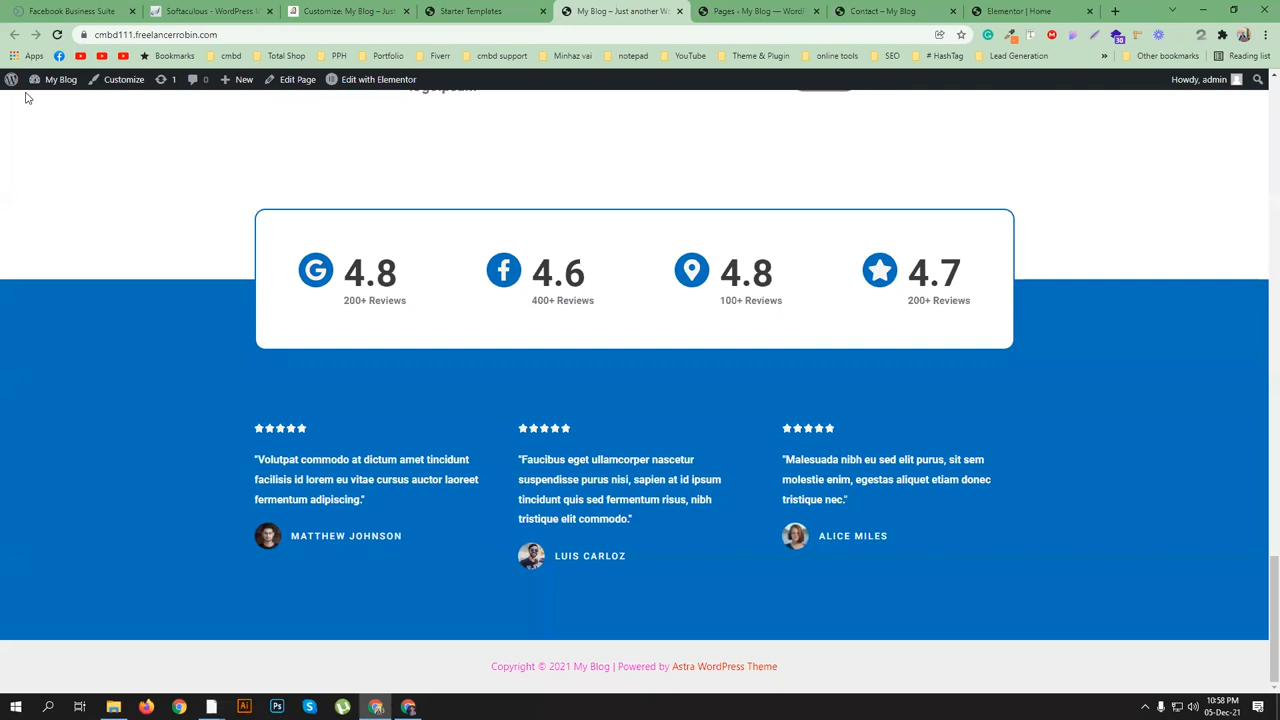 Facebook Business Suite
Softaculous - WordPress M
Customize: My Blog - Just
Starter Templates
My Blog – Just another W
Pages ‹ My Blog — WordP
Contact – My Blog
Elementor | Home
cmbd111.freelancerrobin.com
Apps
Bookmarks
cmbd
Total Shop
PPH
Portfolio
Fiverr
cmbd support
Minhaz vai
notepad
YouTube
Theme & Plugin
online tools
SEO
# HashTag
Lead Generation
»
Other bookmarks
Reading list
My Blog
Customize
1
0
New
Edit Page
Edit with Elementor
Howdy, admin
4.8
200+ Reviews
4.6
400+ Reviews
4.8
100+ Reviews
4.7
200+ Reviews
"Volutpat commodo at dictum amet tincidunt
facilisis id lorem eu vitae cursus auctor laoreet
fermentum adipiscing."
MATTHEW JOHNSON
"Faucibus eget ullamcorper nascetur
suspendisse purus nisi, sapien at id ipsum
tincidunt quis sed fermentum risus, nibh
tristique elit commodo."
LUIS CARLOZ
"Malesuada nibh eu sed elit purus, sit sem
molestie enim, egestas aliquet etiam donec
tristique nec."
ALICE MILES
Copyright © 2021 My Blog | Powered by Astra WordPress Theme
10:58 PM
05-Dec-21